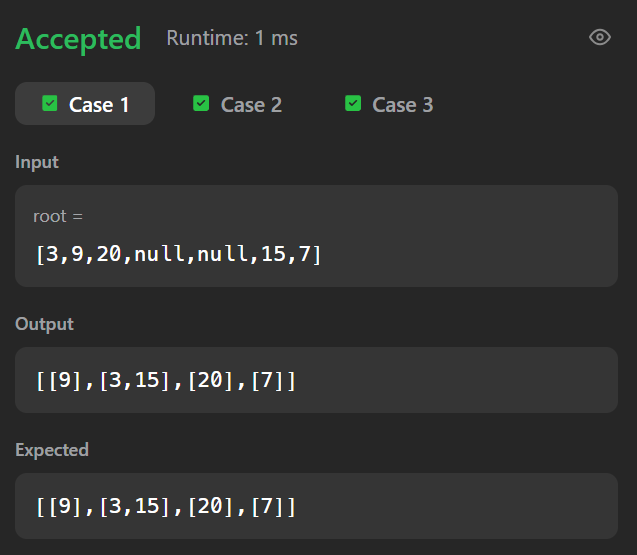 Accepted Runtime: 1 ms
Case 1 Case 2 Case 3
Input
root =
[3,9,20,null,null,15,7]
Output
[[9],[3,15],[20],[7]]
Expected
[[9],[3,15],[20],[7]]